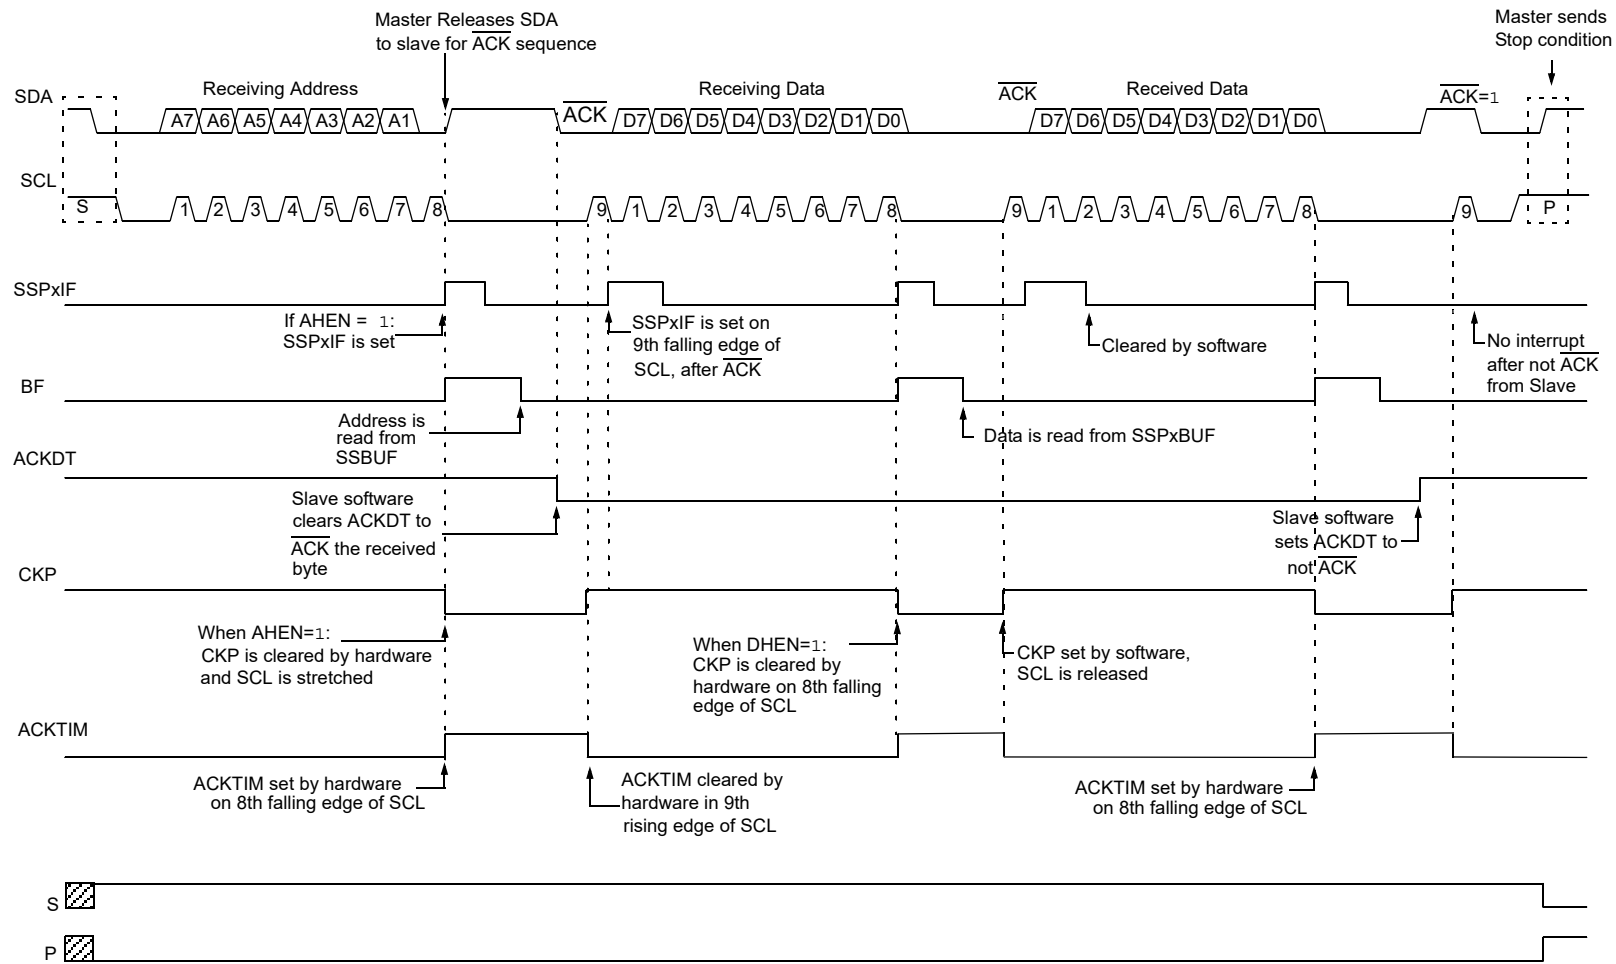 Master Releases SDA
to slave for ACK sequence
Master sends
Stop condition
SDA
Receiving Address
ACK
Receiving Data
ACK
Received Data
ACK=1
A7 A6 A5 A4 A3 A2 A1
D7 D6 D5 D4 D3 D2 D1 D0
D7 D6 D5 D4 D3 D2 D1 D0
SCL
S
1 2 3 4 5 6 7 8
9 1 2 3 4 5 6 7 8
9 1 2 3 4 5 6 7 8
9
P
SSPxIF
If AHEN = 1:
SSPxIF is set
SSPxIF is set on
9th falling edge of
SCL, after ACK
Cleared by software
No interrupt
after not ACK
from Slave
BF
Address is
read from
SSBUF
Data is read from SSPxBUF
ACKDT
Slave software
clears ACKDT to
ACK the received
byte
Slave software
sets ACKDT to
not ACK
CKP
When AHEN=1:
CKP is cleared by hardware
and SCL is stretched
When DHEN=1:
CKP is cleared by
hardware on 8th falling
edge of SCL
CKP set by software,
SCL is released
ACKTIM
ACKTIM set by hardware
on 8th falling edge of SCL
ACKTIM cleared by
hardware in 9th
rising edge of SCL
ACKTIM set by hardware
on 8th falling edge of SCL
S
P